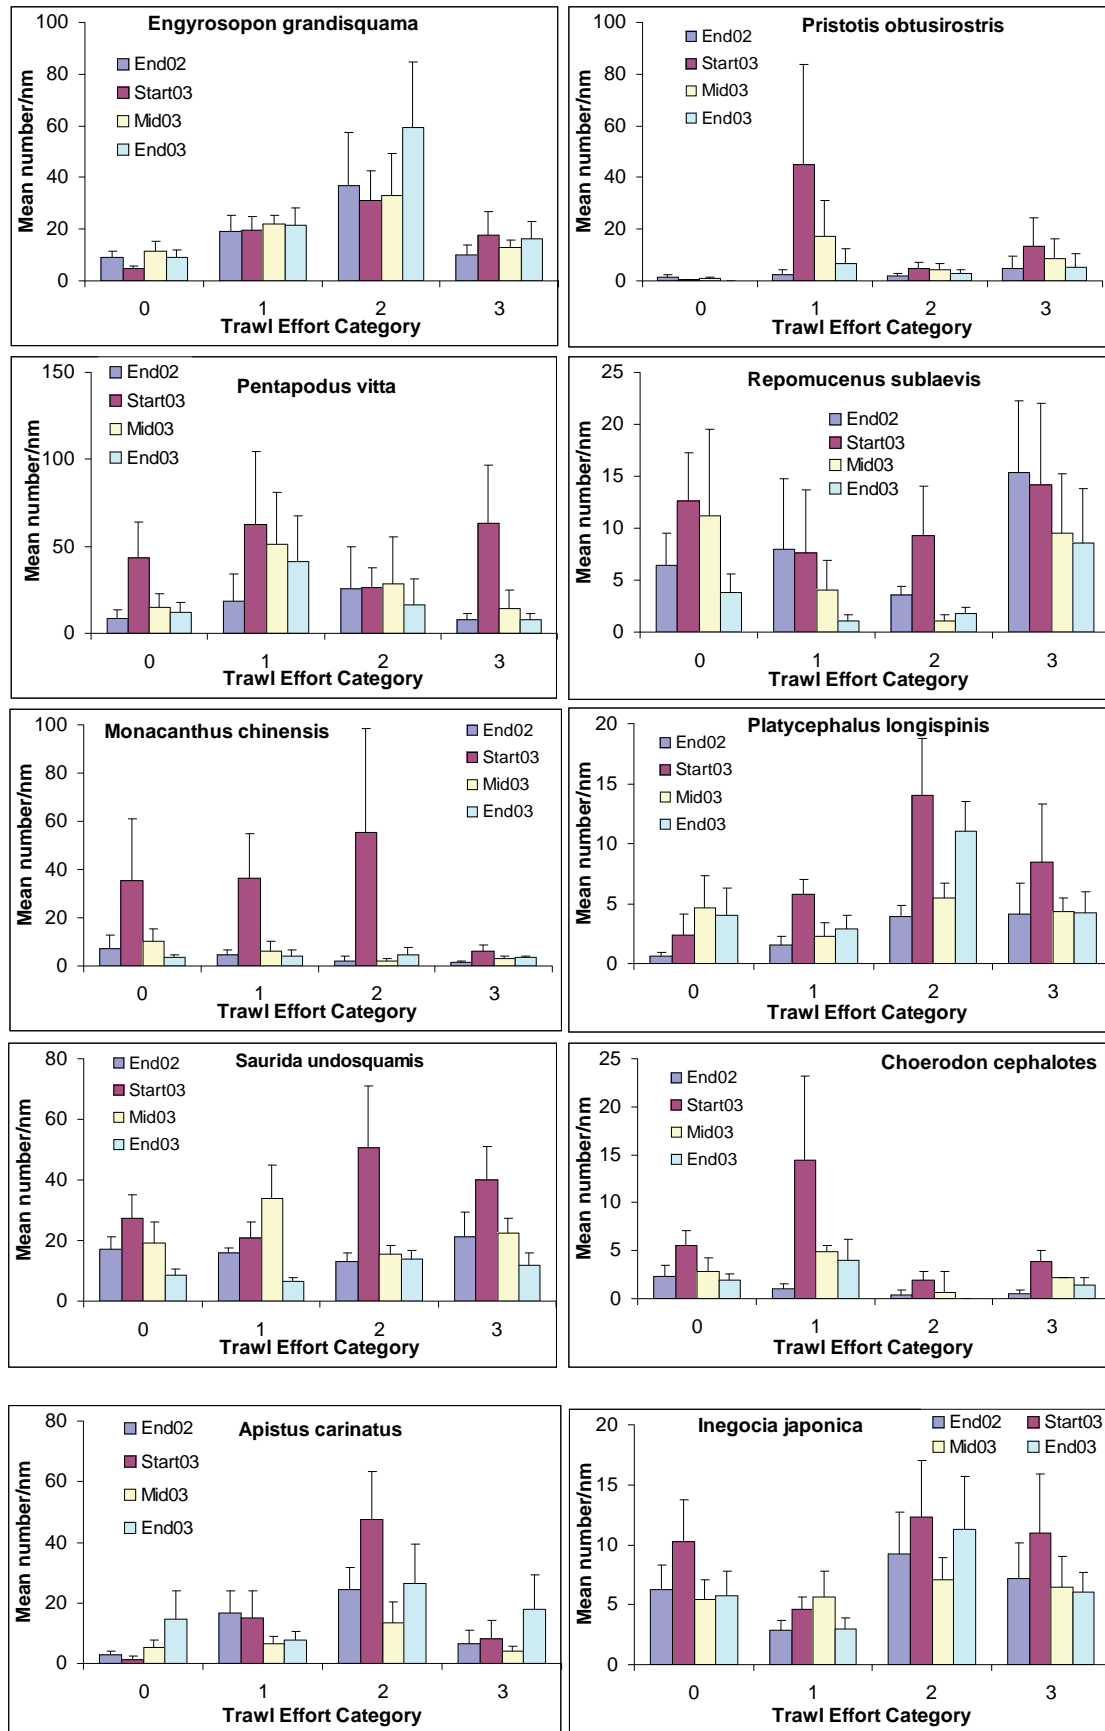 Engyrosopon grandisquama
End02
Start03
Mid03
End03
Mean number/nm
100
80
60
40
20
0
0 1 2 3
Trawl Effort Category
Pristotis obtusirostris
End02
Start03
Mid03
End03
Mean number/nm
100
80
60
40
20
0
0 1 2 3
Trawl Effort Category
Pentapodus vitta
End02
Start03
Mid03
End03
Mean number/nm
150
100
50
0
0 1 2 3
Trawl Effort Category
Repomucenus sublaevis
End02
Start03
Mid03
End03
Mean number/nm
25
20
15
10
5
0
0 1 2 3
Trawl Effort Category
Monacanthus chinensis
End02
Start03
Mid03
End03
Mean number/nm
100
80
60
40
20
0
0 1 2 3
Trawl Effort Category
Platycephalus longispinis
End02
Start03
Mid03
End03
Mean number/nm
20
15
10
5
0
0 1 2 3
Trawl Effort Category
Saurida undosquamis
End02
Start03
Mid03
End03
Mean number/nm
80
60
40
20
0
0 1 2 3
Trawl Effort Category
Choerodon cephalotes
End02
Start03
Mid03
End03
Mean number/nm
25
20
15
10
5
0
0 1 2 3
Trawl Effort Category
Apistus carinatus
End02
Start03
Mid03
End03
Mean number/nm
80
60
40
20
0
0 1 2 3
Trawl Effort Category
Inegocia japonica
End02 Start03
Mid03 End03
Mean number/nm
20
15
10
5
0
0 1 2 3
Trawl Effort Category